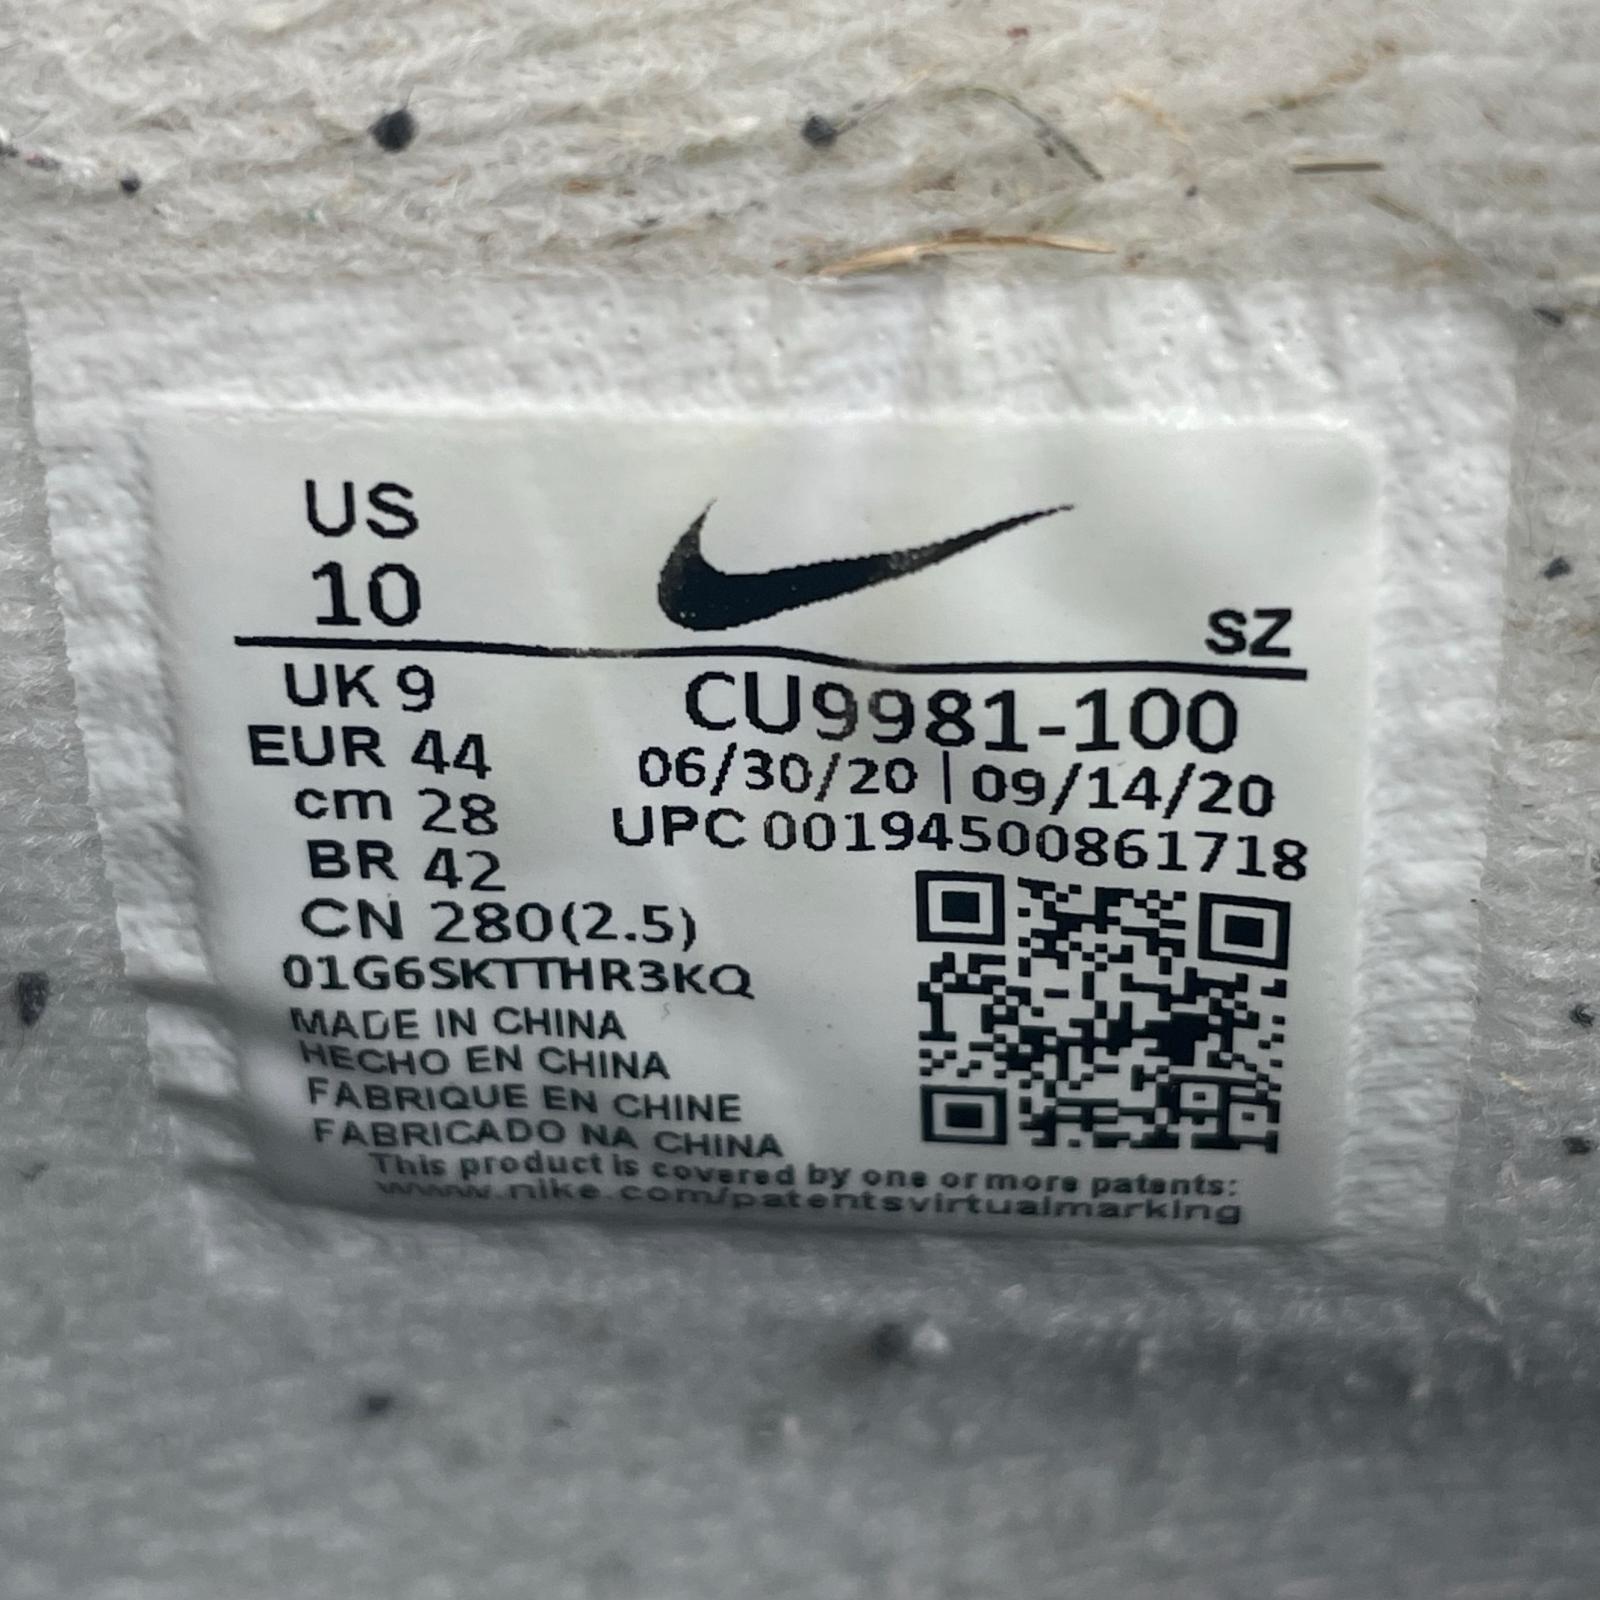 US
10
SZ
UK 9
EUR 44
cm 28
BR 42
CN 280(2.5)
CU9981-100
06/30/20 | 09/14/20
UPC 00194500861718
01G6SKTTHR3KQ
MADE IN CHINA
HECHO EN CHINA
FABRIQUE EN CHINE
FABRICADO NA CHINA
This product is covered by one or more patents:
www.nike.com/patentsvirtualmarking